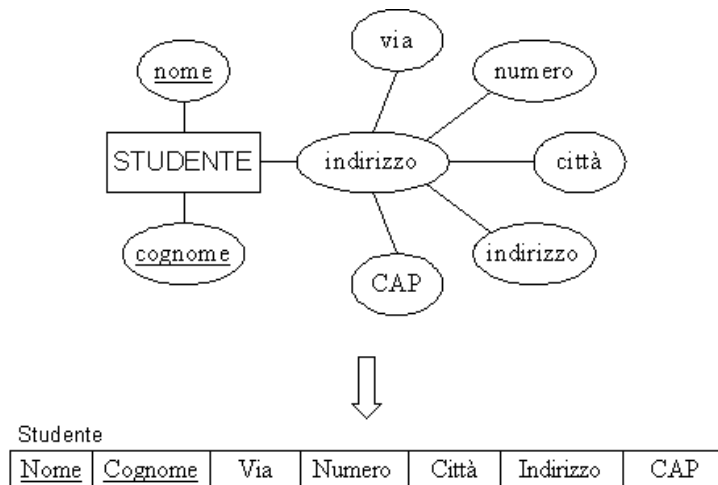 via
nome
numero
STUDENTE
indirizzo
città
cognome
indirizzo
CAP
Studente
Nome Cognome Via Numero Città Indirizzo CAP